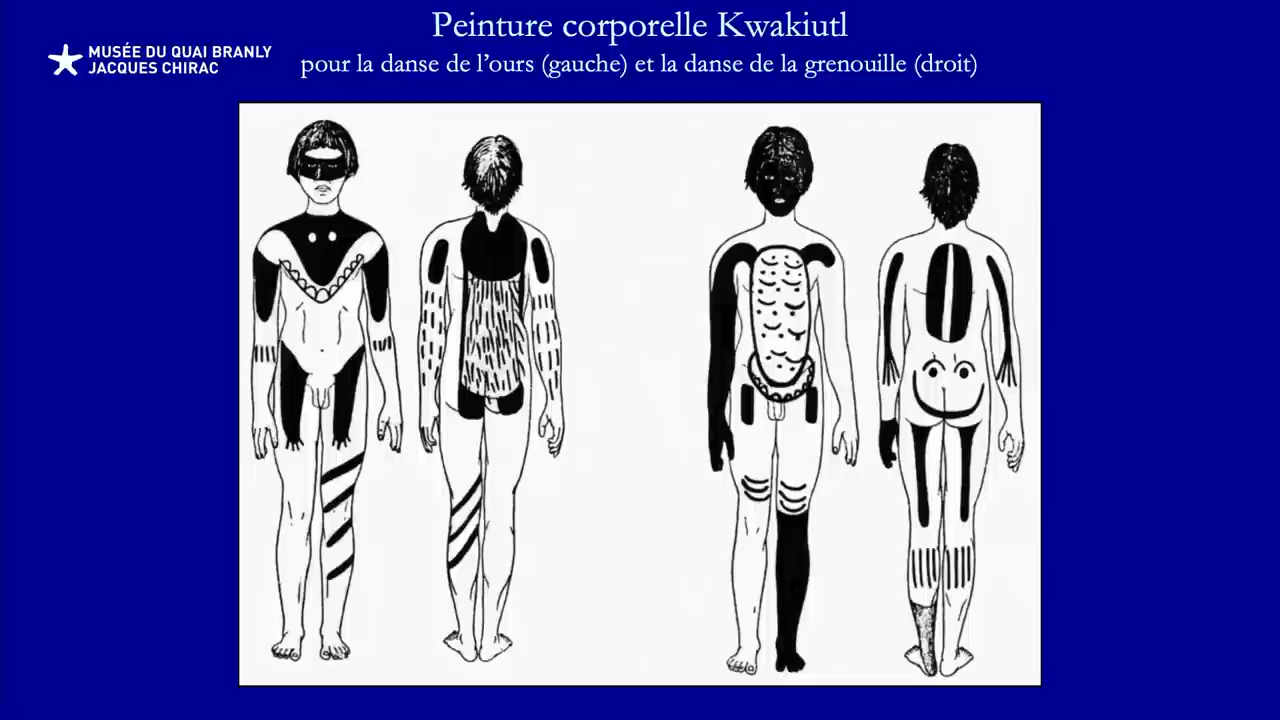 Peinture corporelle Kwakiutl
pour la danse de l’ours (gauche) et la danse de la grenouille (droit)
MUSÉE DU QUAI BRANLY
JACQUES CHIRAC